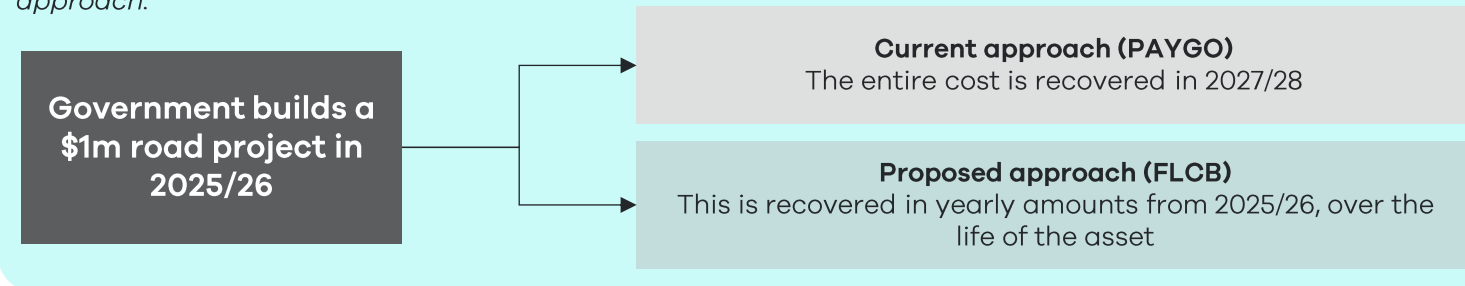 approach.
Government builds a
$1m road project in
2025/26
Current approach (PAYGO)
The entire cost is recovered in 2027/28
Proposed approach (FLCB)
This is recovered in yearly amounts from 2025/26, over the
life of the asset